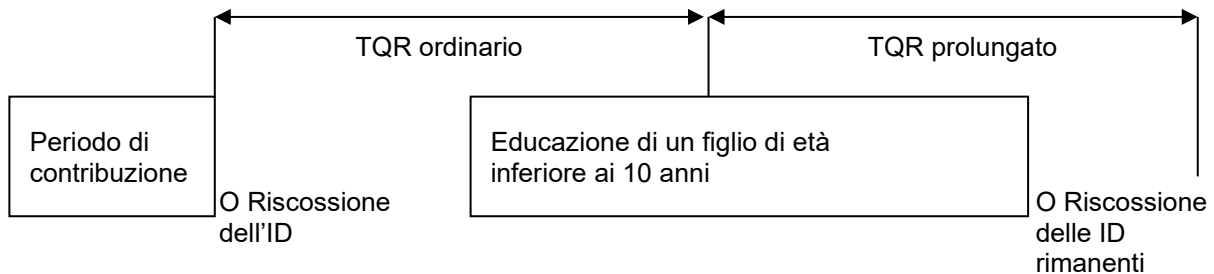 TQR ordinario
TQR prolungato
Periodo di
contribuzione
Educazione di un figlio di età
inferiore ai 10 anni
O Riscossione
dell'ID
O Riscossione
delle ID
rimanenti